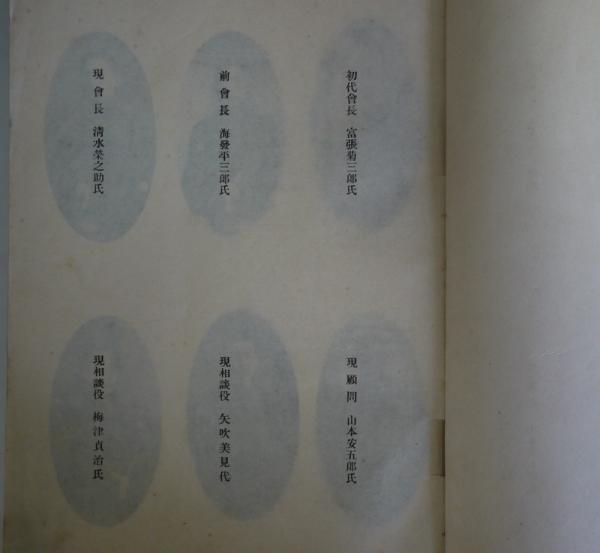 初代會長　富張菊三郎氏
前會長　海發平三郎氏
現會長　清水榮之助氏
現顧問　山本安五郎氏
現相談役　矢吹美見代
現相談役　梅津貞治氏